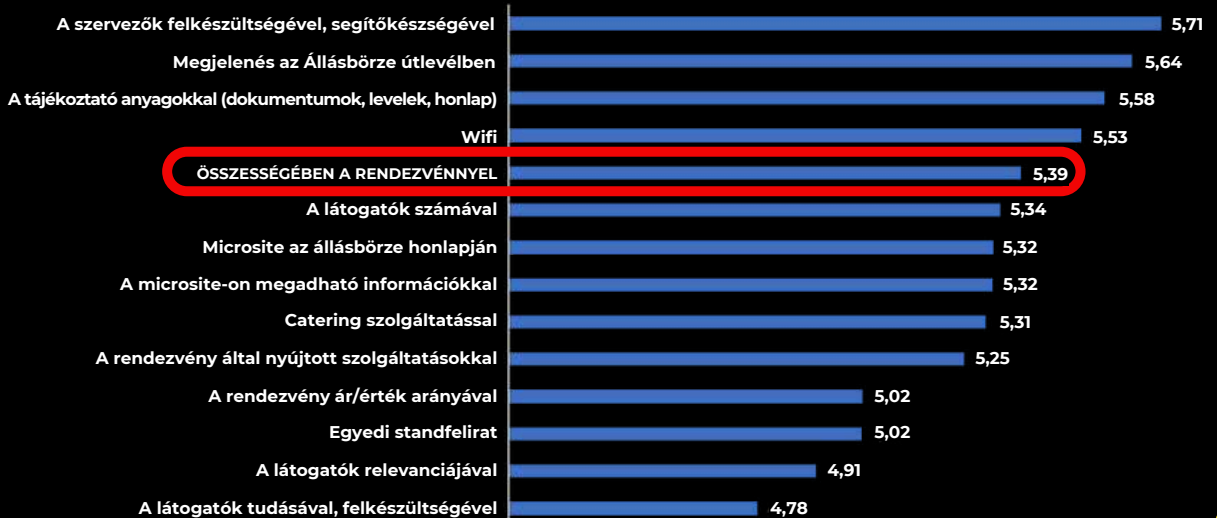 A szervezők felkészültségével, segítőkészségével 5,71
Megjelenés az Állásbörze útlevélben 5,64
A tájékoztató anyagokkal (dokumentumok, levelek, honlap) 5,58
Wifi 5,53
ÖSSZESSÉGÉBEN A RENDEZVÉNNYEL 5,39
A látogatók számával 5,34
Microsite az állásbörze honlapján 5,32
A microsite-on megadható információkkal 5,32
Catering szolgáltatással 5,31
A rendezvény által nyújtott szolgáltatásokkal 5,25
A rendezvény ár/érték arányával 5,02
Egyedi standfelirat 5,02
A látogatók relevanciájával 4,91
A látogatók tudásával, felkészültségével 4,78